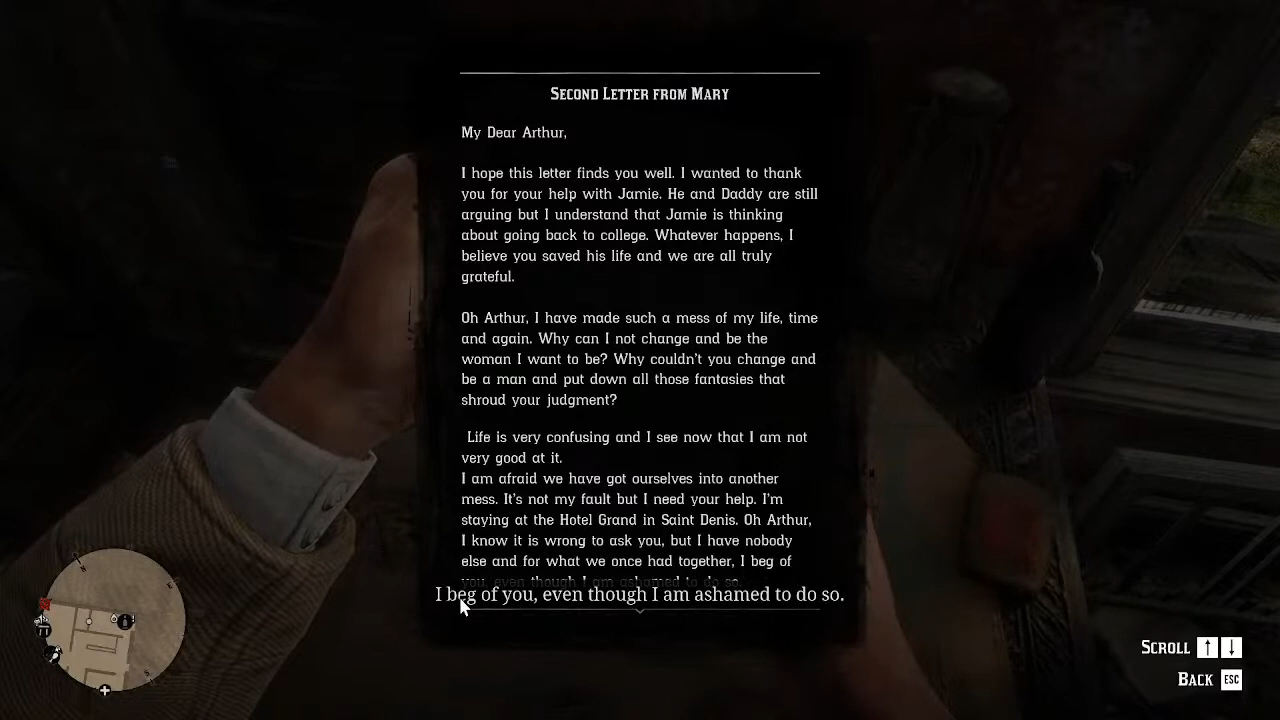 SECOND LETTER FROM MARY
My Dear Arthur,
I hope this letter finds you well. I wanted to thank
you for your help with Jamie. He and Daddy are still
arguing but I understand that Jamie is thinking
about going back to college. Whatever happens, I
believe you saved his life and we are all truly
grateful.
Oh Arthur, I have made such a mess of my life, time
and again. Why can I not change and be the
woman I want to be? Why couldn't you change and
be a man and put down all those fantasies that
shroud your judgment?
Life is very confusing and I see now that I am not
very good at it.
I am afraid we have got ourselves into another
mess. It's not my fault but I need your help. I'm
staying at the Hotel Grand in Saint Denis. Oh Arthur,
I know it is wrong to ask you, but I have nobody
else and for what we once had together, I beg of
you, even though I am ashamed to do so.
I beg of you, even though I am ashamed to do so.
SCROLL ↑ ↓
BACK ESC